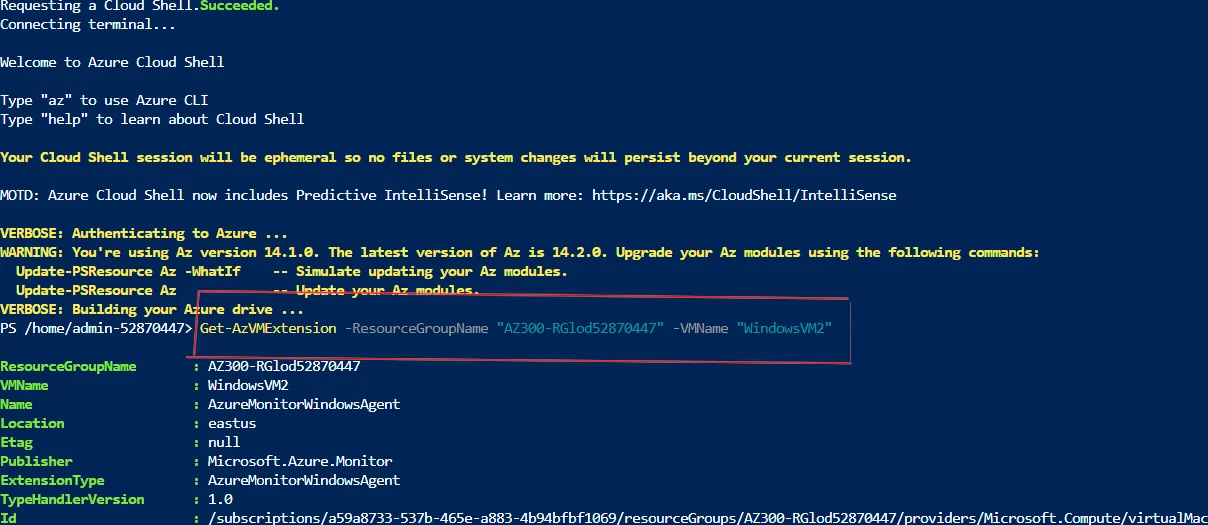 Requesting a Cloud Shell.Succeeded.
Connecting terminal...
Welcome to Azure Cloud Shell
Type "az" to use Azure CLI
Type "help" to learn about Cloud Shell
Your Cloud Shell session will be ephemeral so no files or system changes will persist beyond your current session.
MOTD: Azure Cloud Shell now includes Predictive IntelliSense! Learn more: https://aka.ms/CloudShell/IntelliSense
VERBOSE: Authenticating to Azure ...
WARNING: You're using Az version 14.1.0. The latest version of Az is 14.2.0. Upgrade your Az modules using the following commands:
  Update-PSResource Az -WhatIf    -- Simulate updating your Az modules.
  Update-PSResource Az            -- Update your Az modules.
VERBOSE: Building your Azure drive ...
PS /home/admin-52870447> Get-AzVMExtension -ResourceGroupName "AZ300-RGlod52870447" -VMName "WindowsVM2"
ResourceGroupName       : AZ300-RGlod52870447
VMName                  : WindowsVM2
Name                    : AzureMonitorWindowsAgent
Location                : eastus
Etag                    : null
Publisher               : Microsoft.Azure.Monitor
ExtensionType           : AzureMonitorWindowsAgent
TypeHandlerVersion      : 1.0
Id                      : /subscriptions/a59a8733-537b-465e-a883-4b94bfbf1069/resourceGroups/AZ300-RGlod52870447/providers/Microsoft.Compute/virtualMac